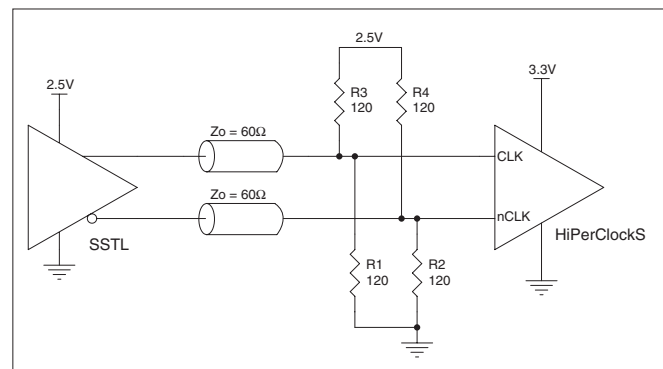 2.5V
2.5V
3.3V
R3
120
R4
120
Zo = 60Ω
CLK
Zo = 60Ω
nCLK
SSTL
HiPerClockS
R1
120
R2
120